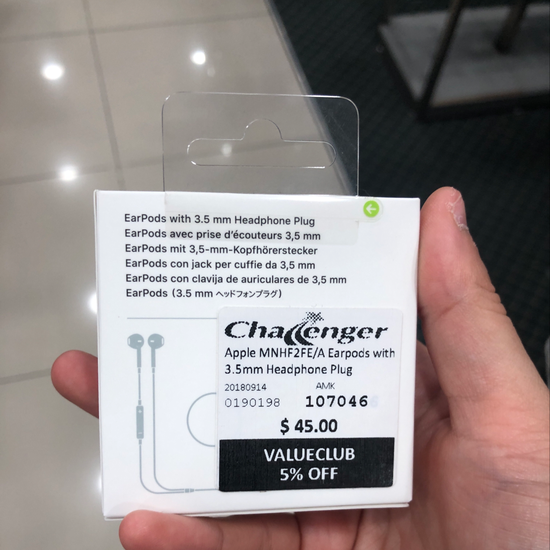 EarPods with 3.5 mm Headphone Plug
EarPods avec prise d'écouteurs 3,5 mm
EarPods mit 3,5-mm-Kopfhörerstecker
EarPods con jack per cuffie da 3,5 mm
EarPods con clavija de auriculares de 3,5 mm
EarPods (3.5 mm ヘッドフォンプラグ)
Challenger
Apple MNHF2FE/A Earpods with
3.5mm Headphone Plug
20180914 AMK
0190198 107046
$ 45.00
VALUECLUB
5% OFF